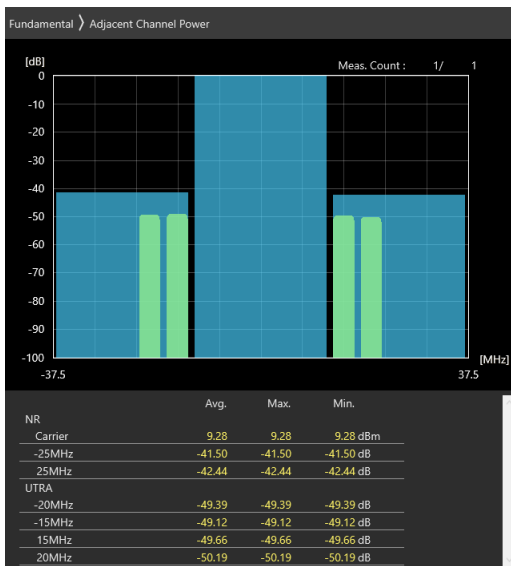 Fundamental 〉 Adjacent Channel Power
[dB]
Meas. Count : 1/ 1
0
-10
-20
-30
-40
-50
-60
-70
-80
-90
-100
[MHz]
-37.5 37.5
Avg. Max. Min.
NR
Carrier 9.28 9.28 9.28 dBm
-25MHz -41.50 -41.50 -41.50 dB
25MHz -42.44 -42.44 -42.44 dB
UTRA
-20MHz -49.39 -49.39 -49.39 dB
-15MHz -49.12 -49.12 -49.12 dB
15MHz -49.66 -49.66 -49.66 dB
20MHz -50.19 -50.19 -50.19 dB